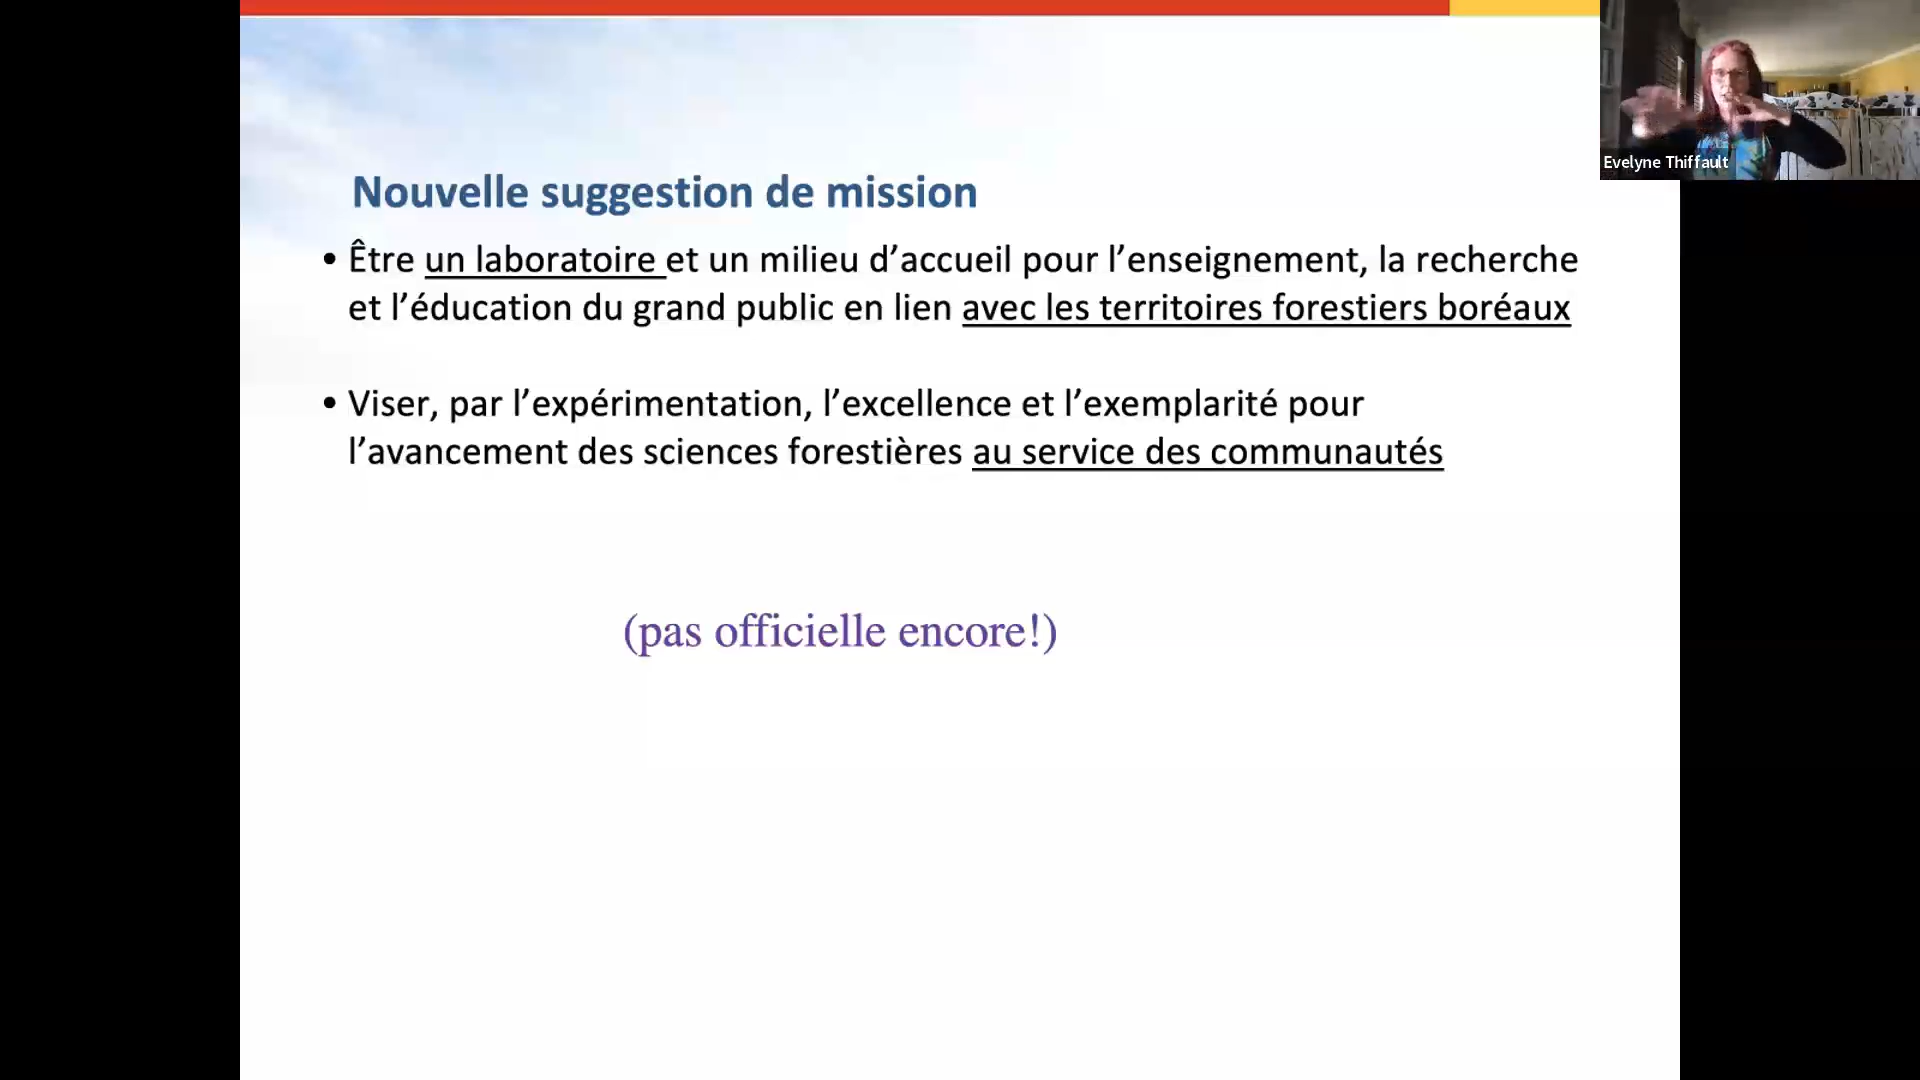 Evelyne Thiffault
Nouvelle suggestion de mission
• Être un laboratoire et un milieu d’accueil pour l’enseignement, la recherche
et l’éducation du grand public en lien avec les territoires forestiers boréaux
• Viser, par l’expérimentation, l’excellence et l’exemplarité pour
l’avancement des sciences forestières au service des communautés
(pas officielle encore!)